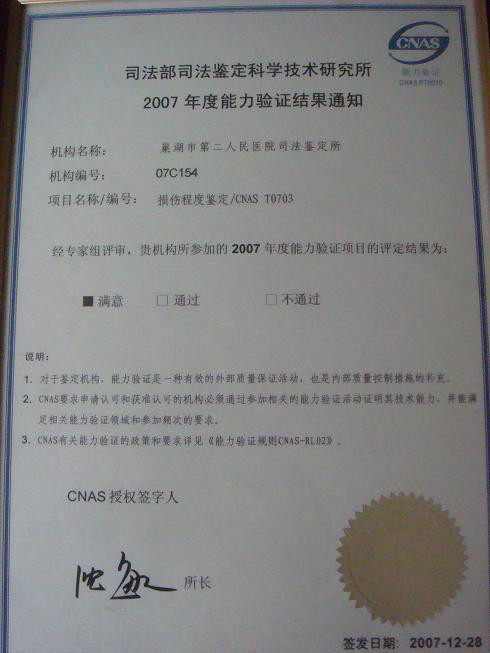 CNAS
能力验证
CNAS PT0010
司法部司法鉴定科学技术研究所
2007 年度能力验证结果通知
机构名称： 巢湖市第二人民医院司法鉴定所
机构编号： 07C154
项目名称/编号： 损伤程度鉴定/CNAS T0703
经专家组评审，贵机构所参加的 2007 年度能力验证项目的评定结果为：
■ 满意 □ 通过 □ 不通过
说明：
1. 对于鉴定机构，能力验证是一种有效的外部质量保证活动，也是内部质量控制措施的补充。
2. CNAS要求申请认可和获准认可的机构必须通过参加相关的能力验证活动证明其技术能力，并能满
足相关能力验证领域和参加频次的要求。
3. CNAS有关能力验证的政策和要求详见《能力验证规则CNAS-RL02》。
CNAS 授权签字人
沈敏 所长
签发日期： 2007-12-28